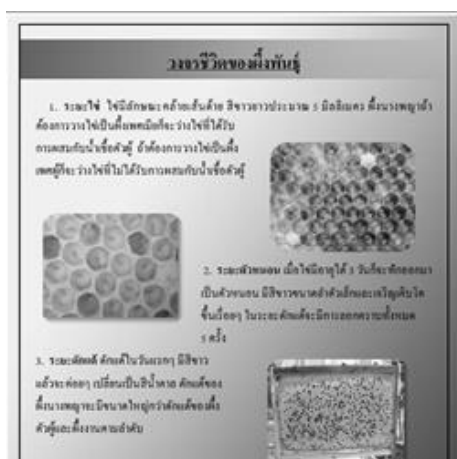 วงจรชีวิตของผึ้งพันธุ์
1. ระยะไข่ ไข่มีลักษณะคล้ายเส้นด้าย สีขาวยาวประมาณ 5 มิลลิเมตร ผึ้งนางพญาถ้า
ต้องการวางไข่เป็นผึ้งเพศเมียก็จะวางไข่ที่ได้รับ
การผสมกับน้ำเชื้อตัวผู้ ถ้าต้องการวางไข่เป็นผึ้ง
เพศผู้ก็จะวางไข่ที่ไม่ได้รับการผสมกับน้ำเชื้อตัวผู้
2. ระยะตัวหนอน เมื่อไข่มีอายุได้ 3 วันก็จะฟักออกมา
เป็นตัวหนอน มีสีขาวขนาดลำตัวเล็กและเจริญเติบโต
ขึ้นเรื่อยๆ ในระยะดักแด้จะมีการลอกคราบทั้งหมด
5 ครั้ง
3. ระยะดักแด้ ดักแด้ในวันแรกๆ มีสีขาว
แล้วจะค่อยๆ เปลี่ยนเป็นสีน้ำตาล ดักแด้ของ
ผึ้งนางพญาจะมีขนาดใหญ่กว่าดักแด้ของผึ้ง
ตัวผู้และผึ้งงานตามลำดับ